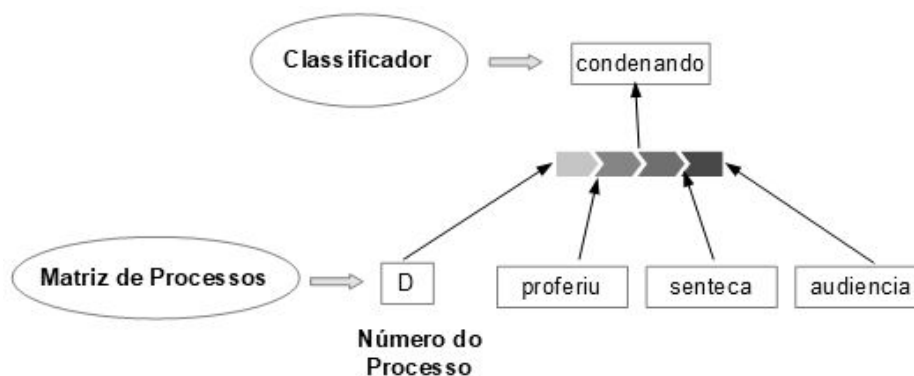 Classificador
condenando
Matriz de Processos
D
proferiu
senteca
audiencia
Número do
Processo